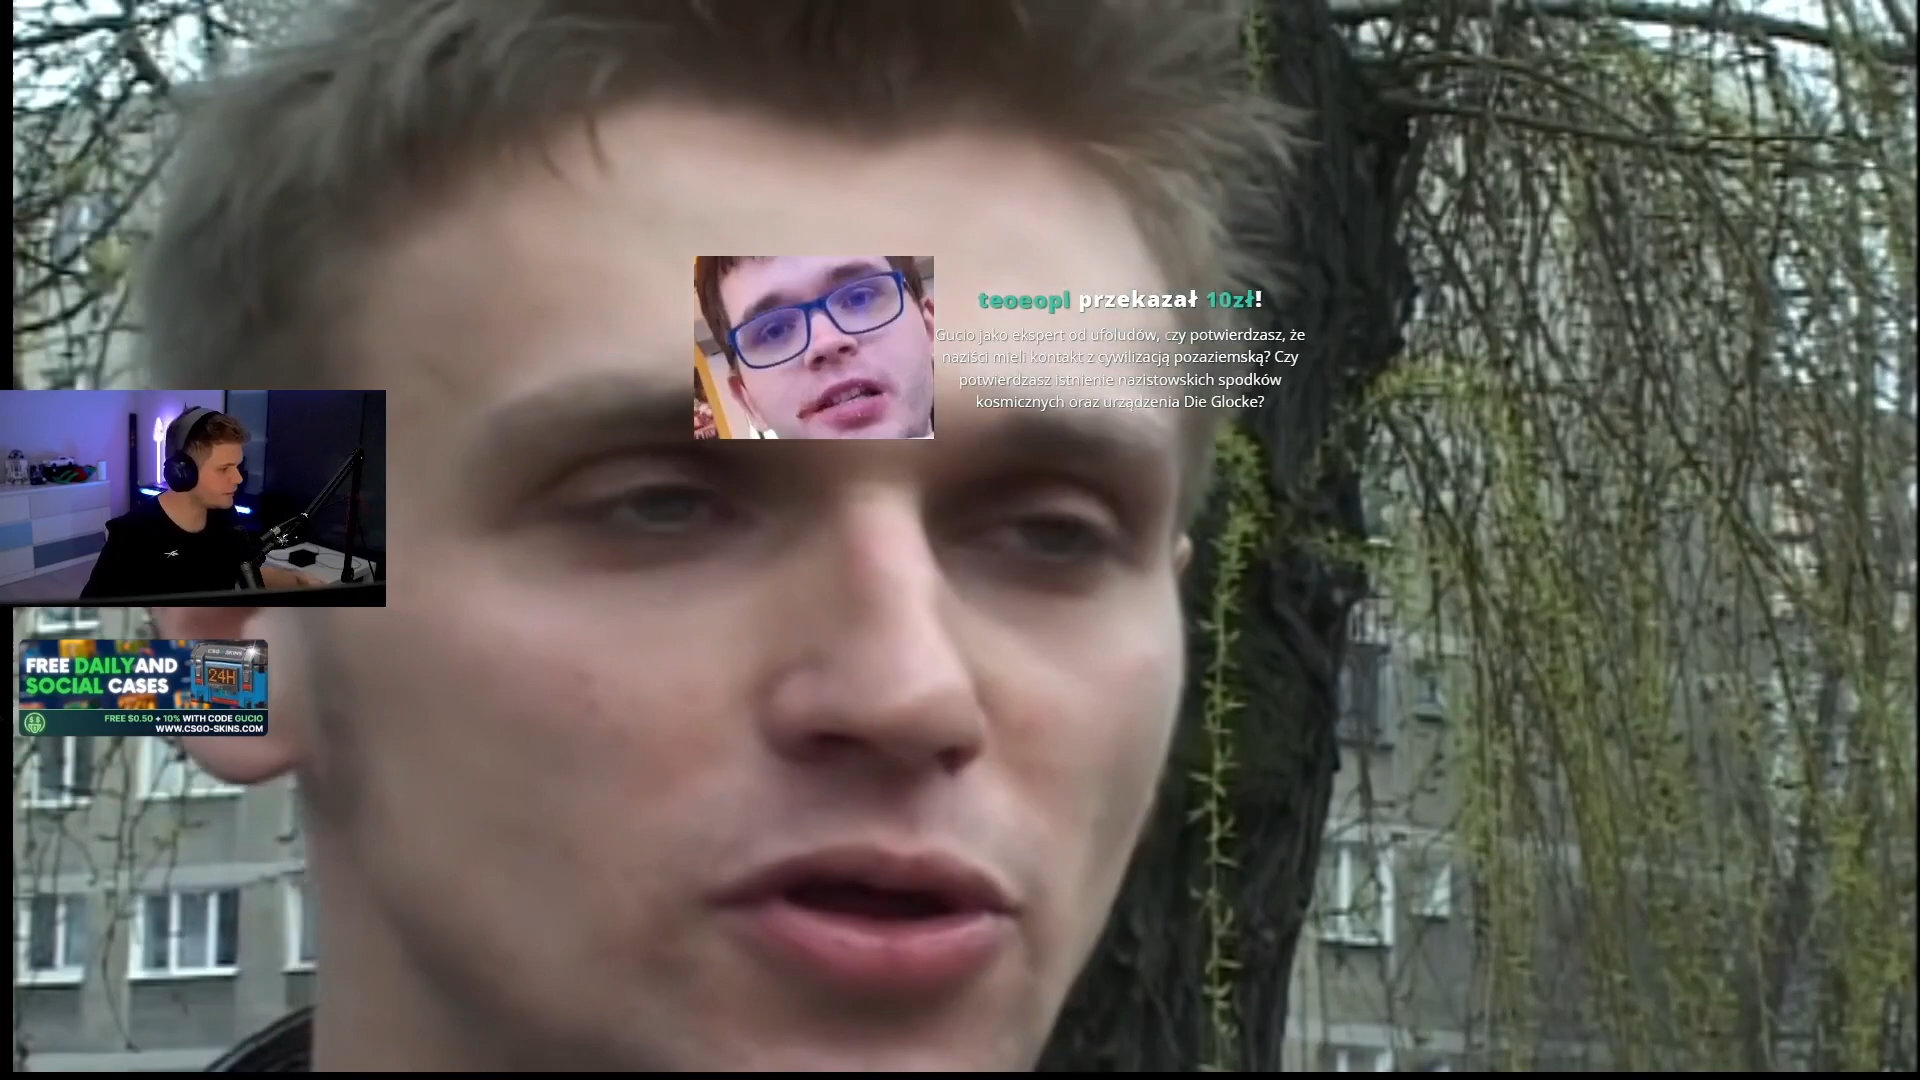 teoeopl przekazał 10zł!
Gucio jako ekspert od ufoludów, czy potwierdzasz, że
naziści mieli kontakt z cywilizacją pozaziemską? Czy
potwierdzasz istnienie nazistowskich spodków
kosmicznych oraz urządzenia Die Glocke?
FREE DAILY AND
SOCIAL CASES
CSGO-SKINS
24H
FREE $0.50 + 10% WITH CODE GUCIO
WWW.CSGO-SKINS.COM